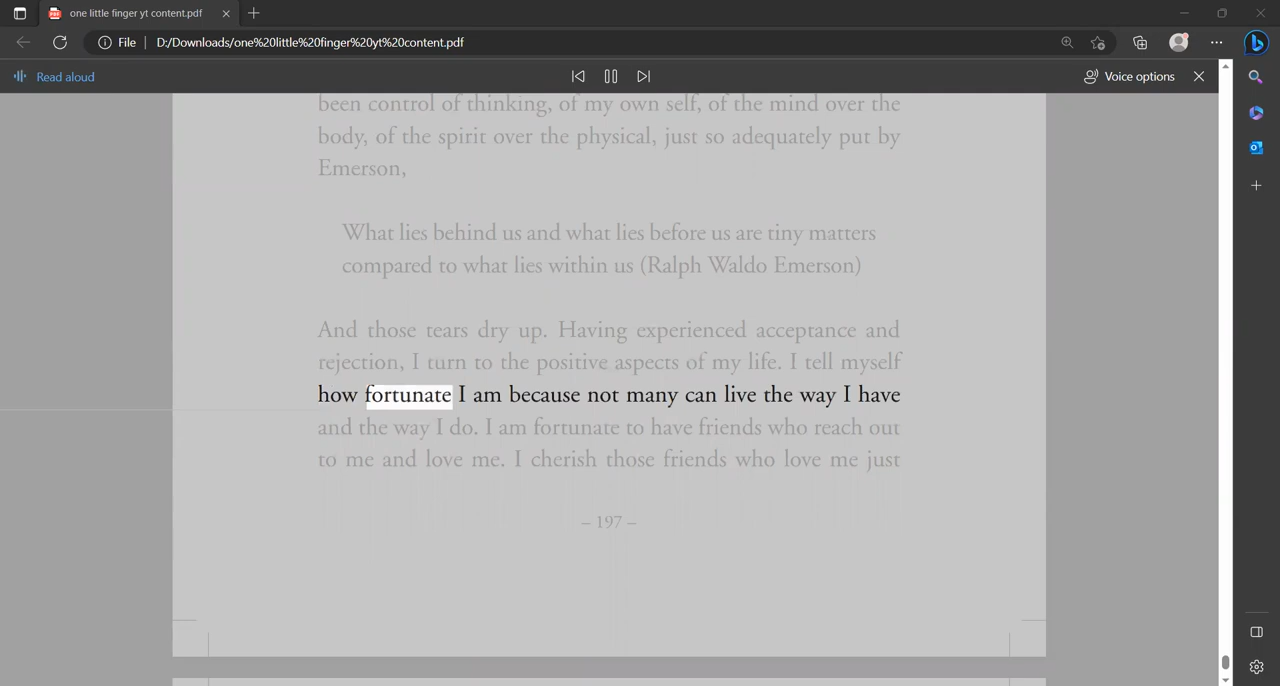 one little finger yt content.pdf
File
D:/Downloads/one%20little%20finger%20yt%20content.pdf
Read aloud
Voice options
been control of thinking, of my own self, of the mind over the
body, of the spirit over the physical, just so adequately put by
Emerson,
What lies behind us and what lies before us are tiny matters
compared to what lies within us (Ralph Waldo Emerson)
And those tears dry up. Having experienced acceptance and
rejection, I turn to the positive aspects of my life. I tell myself
how fortunate I am because not many can live the way I have
and the way I do. I am fortunate to have friends who reach out
to me and love me. I cherish those friends who love me just
– 197 –